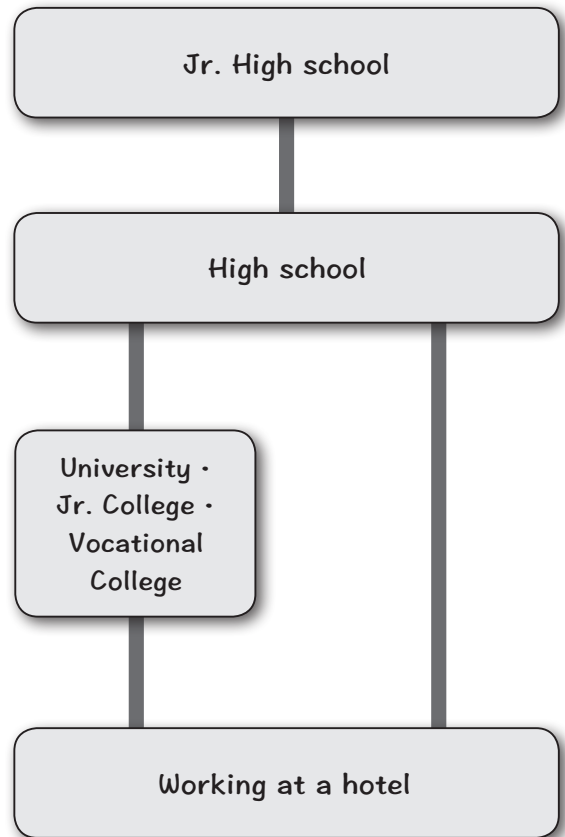 Jr. High school
High school
University・
Jr. College・
Vocational
College
Working at a hotel